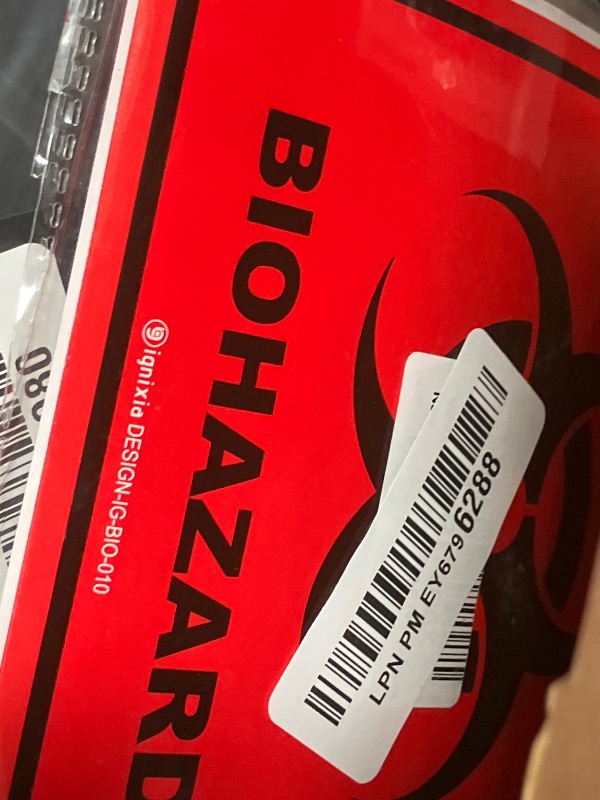 BIOHAZARD
ignixia DESIGN-IG-BIO-010
LPN PM EY679 6288